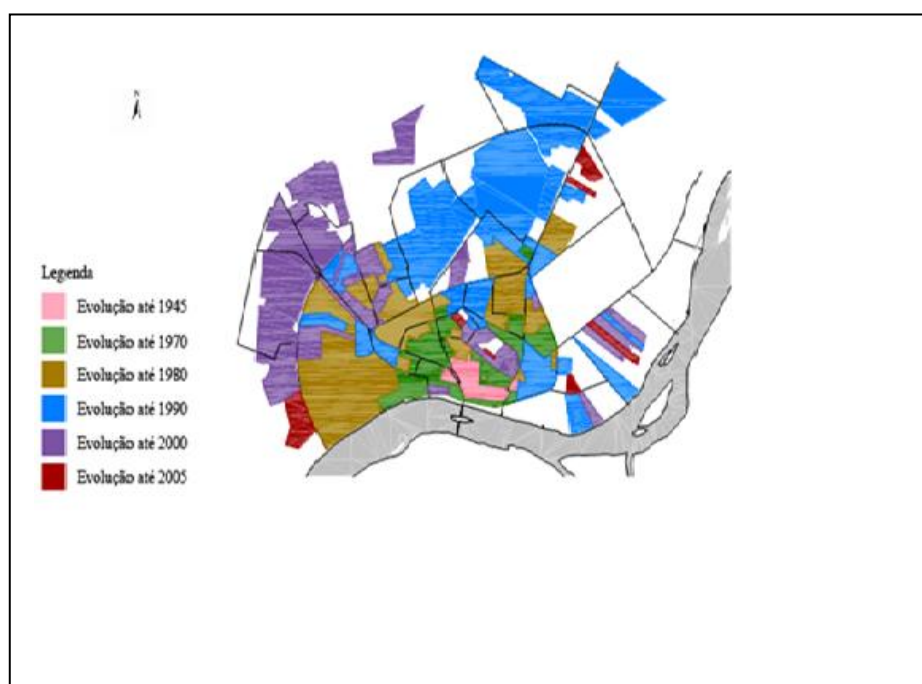 N
Legenda
Evolução até 1945
Evolução até 1970
Evolução até 1980
Evolução até 1990
Evolução até 2000
Evolução até 2005